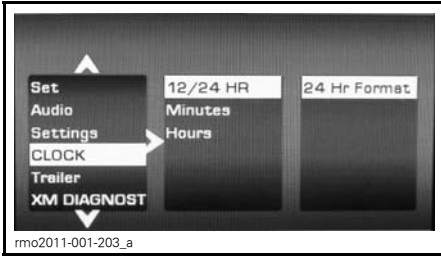 Set
Audio
Settings
CLOCK
Trailer
XM DIAGNOST
12/24 HR
Minutes
Hours
24 Hr Format
rmo2011-001-203_a